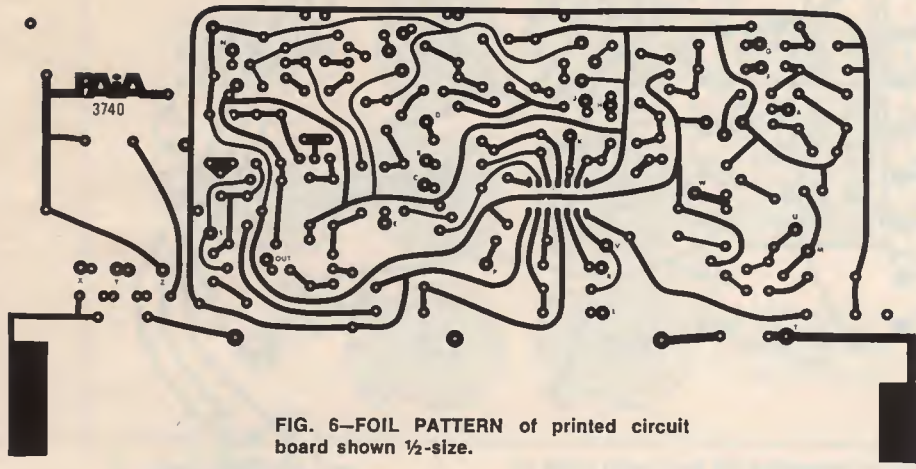 PAiA
3740
N
G
F
J
H
A
D
K
B
C
W
E
L
U
OUT
V
M
P
R
X
Y
Z
S
T
FIG. 6—FOIL PATTERN of printed circuit
board shown ½-size.